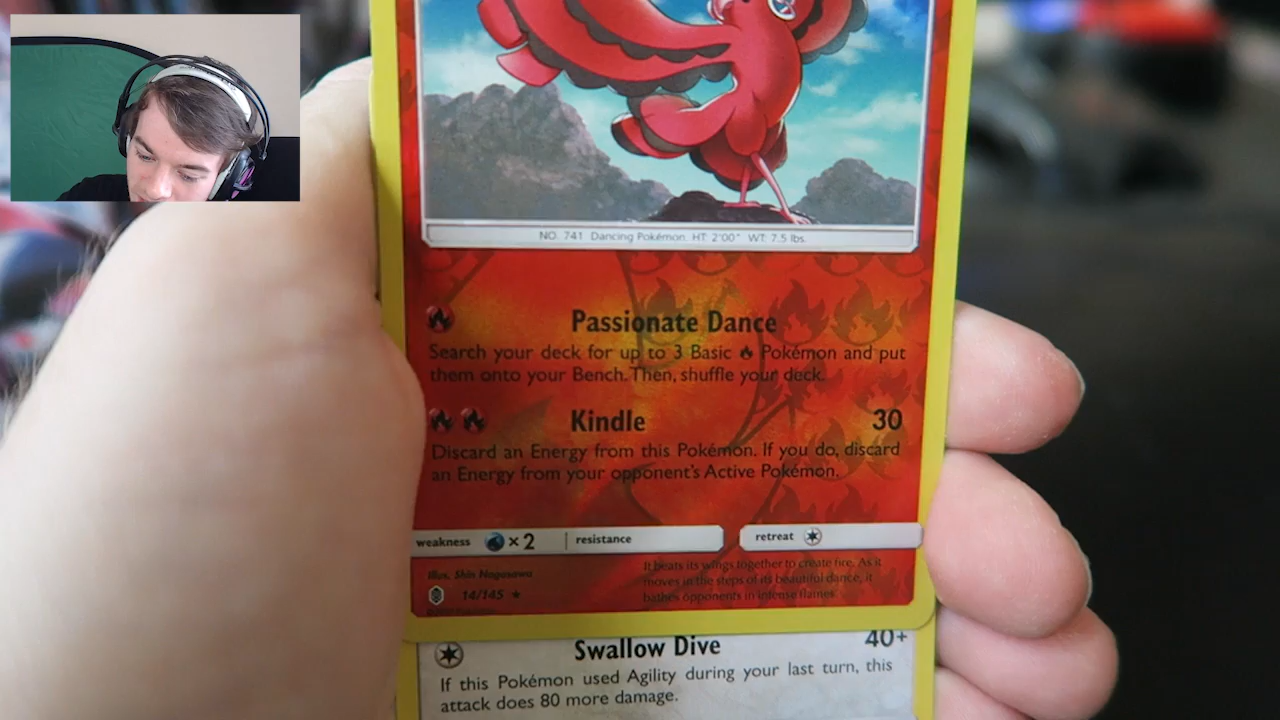 NO. 741 Dancing Pokémon. HT: 2'00" WT: 7.5 lbs.
Passionate Dance
Search your deck for up to 3 Basic Pokémon and put
them onto your Bench. Then, shuffle your deck.
Kindle 30
Discard an Energy from this Pokémon. If you do, discard
an Energy from your opponent's Active Pokémon.
weakness ×2 resistance retreat
Illus. Shin Nagasawa
14/145 ★
It beats its wings together to create fire. As it
moves in the steps of its beautiful dance, it
bathes opponents in intense flames.
Swallow Dive 40+
If this Pokémon used Agility during your last turn, this
attack does 80 more damage.